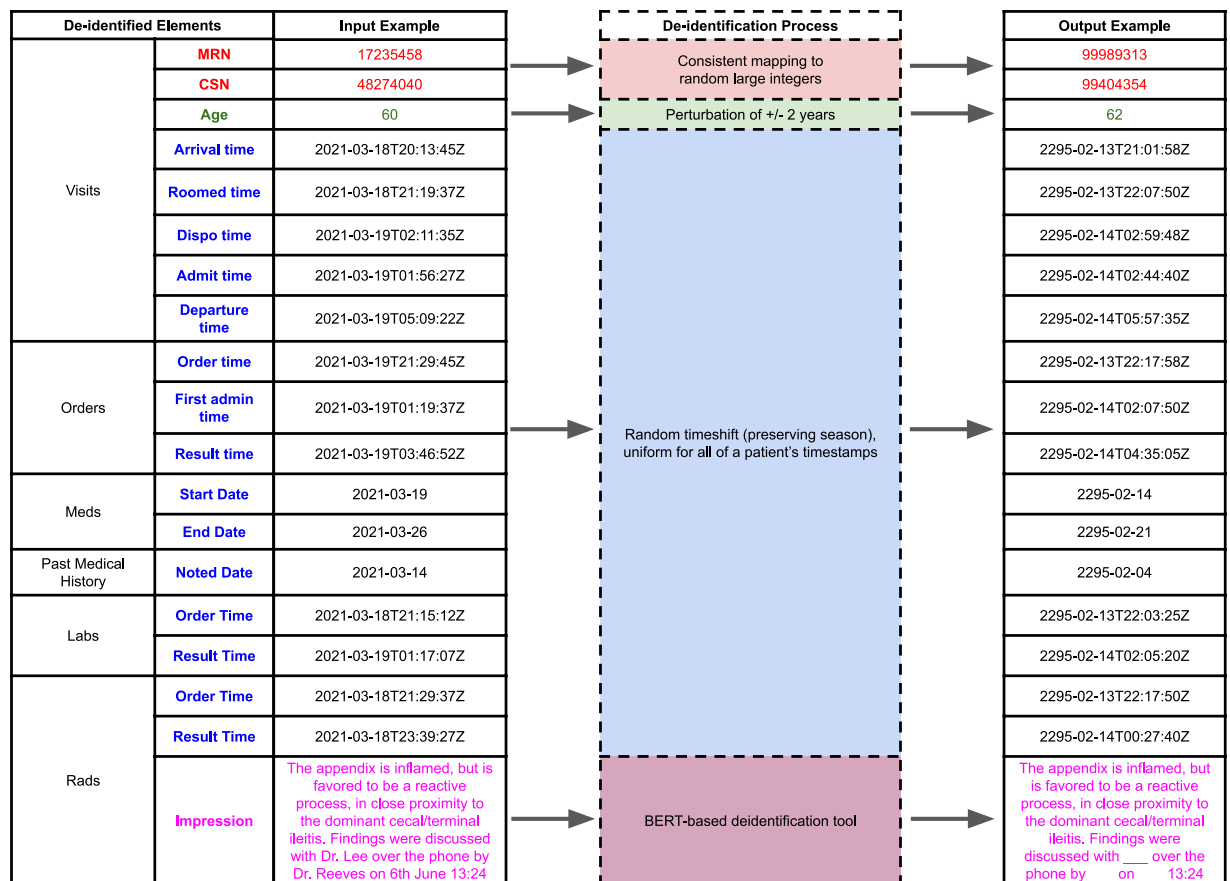 De-identified Elements Input Example De-identification Process Output Example
MRN 17235458 99989313
Consistent mapping to
random large integers
CSN 48274040 99404354
Age 60 Perturbation of +/- 2 years 62
Arrival time 2021-03-18T20:13:45Z 2295-02-13T21:01:58Z
Visits Roomed time 2021-03-18T21:19:37Z 2295-02-13T22:07:50Z
Dispo time 2021-03-19T02:11:35Z 2295-02-14T02:59:48Z
Admit time 2021-03-19T01:56:27Z 2295-02-14T02:44:40Z
Departure
time 2021-03-19T05:09:22Z 2295-02-14T05:57:35Z
Order time 2021-03-19T21:29:45Z 2295-02-13T22:17:58Z
Orders First admin
time 2021-03-19T01:19:37Z 2295-02-14T02:07:50Z
Random timeshift (preserving season),
uniform for all of a patient's timestamps
Result time 2021-03-19T03:46:52Z 2295-02-14T04:35:05Z
Meds Start Date 2021-03-19 2295-02-14
End Date 2021-03-26 2295-02-21
Past Medical
History Noted Date 2021-03-14 2295-02-04
Labs Order Time 2021-03-18T21:15:12Z 2295-02-13T22:03:25Z
Result Time 2021-03-19T01:17:07Z 2295-02-14T02:05:20Z
Rads Order Time 2021-03-18T21:29:37Z 2295-02-13T22:17:50Z
Result Time 2021-03-18T23:39:27Z 2295-02-14T00:27:40Z
Impression
The appendix is inflamed, but is
favored to be a reactive
process, in close proximity to
the dominant cecal/terminal
ileitis. Findings were discussed
with Dr. Lee over the phone by
Dr. Reeves on 6th June 13:24
BERT-based deidentification tool
The appendix is inflamed, but
is favored to be a reactive
process, in close proximity to
the dominant cecal/terminal
ileitis. Findings were
discussed with ___ over the
phone by ___ on ___ 13:24